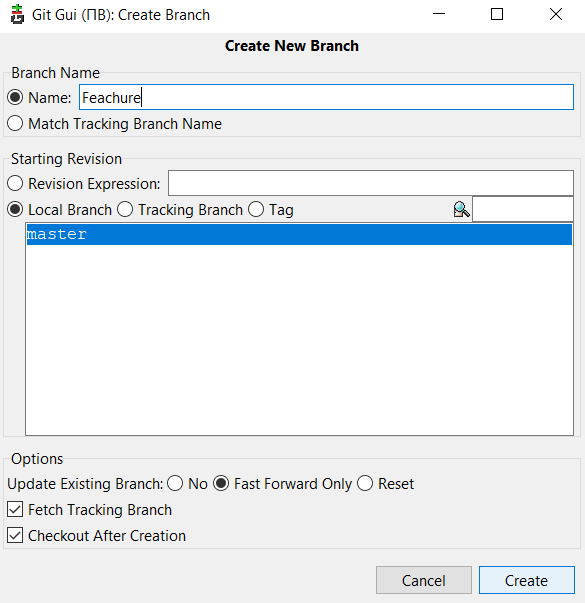 Git Gui (ПВ): Create Branch
Create New Branch
Branch Name
Name: Feachure
Match Tracking Branch Name
Starting Revision
Revision Expression:
Local Branch Tracking Branch Tag
master
Options
Update Existing Branch: No Fast Forward Only Reset
Fetch Tracking Branch
Checkout After Creation
Cancel Create